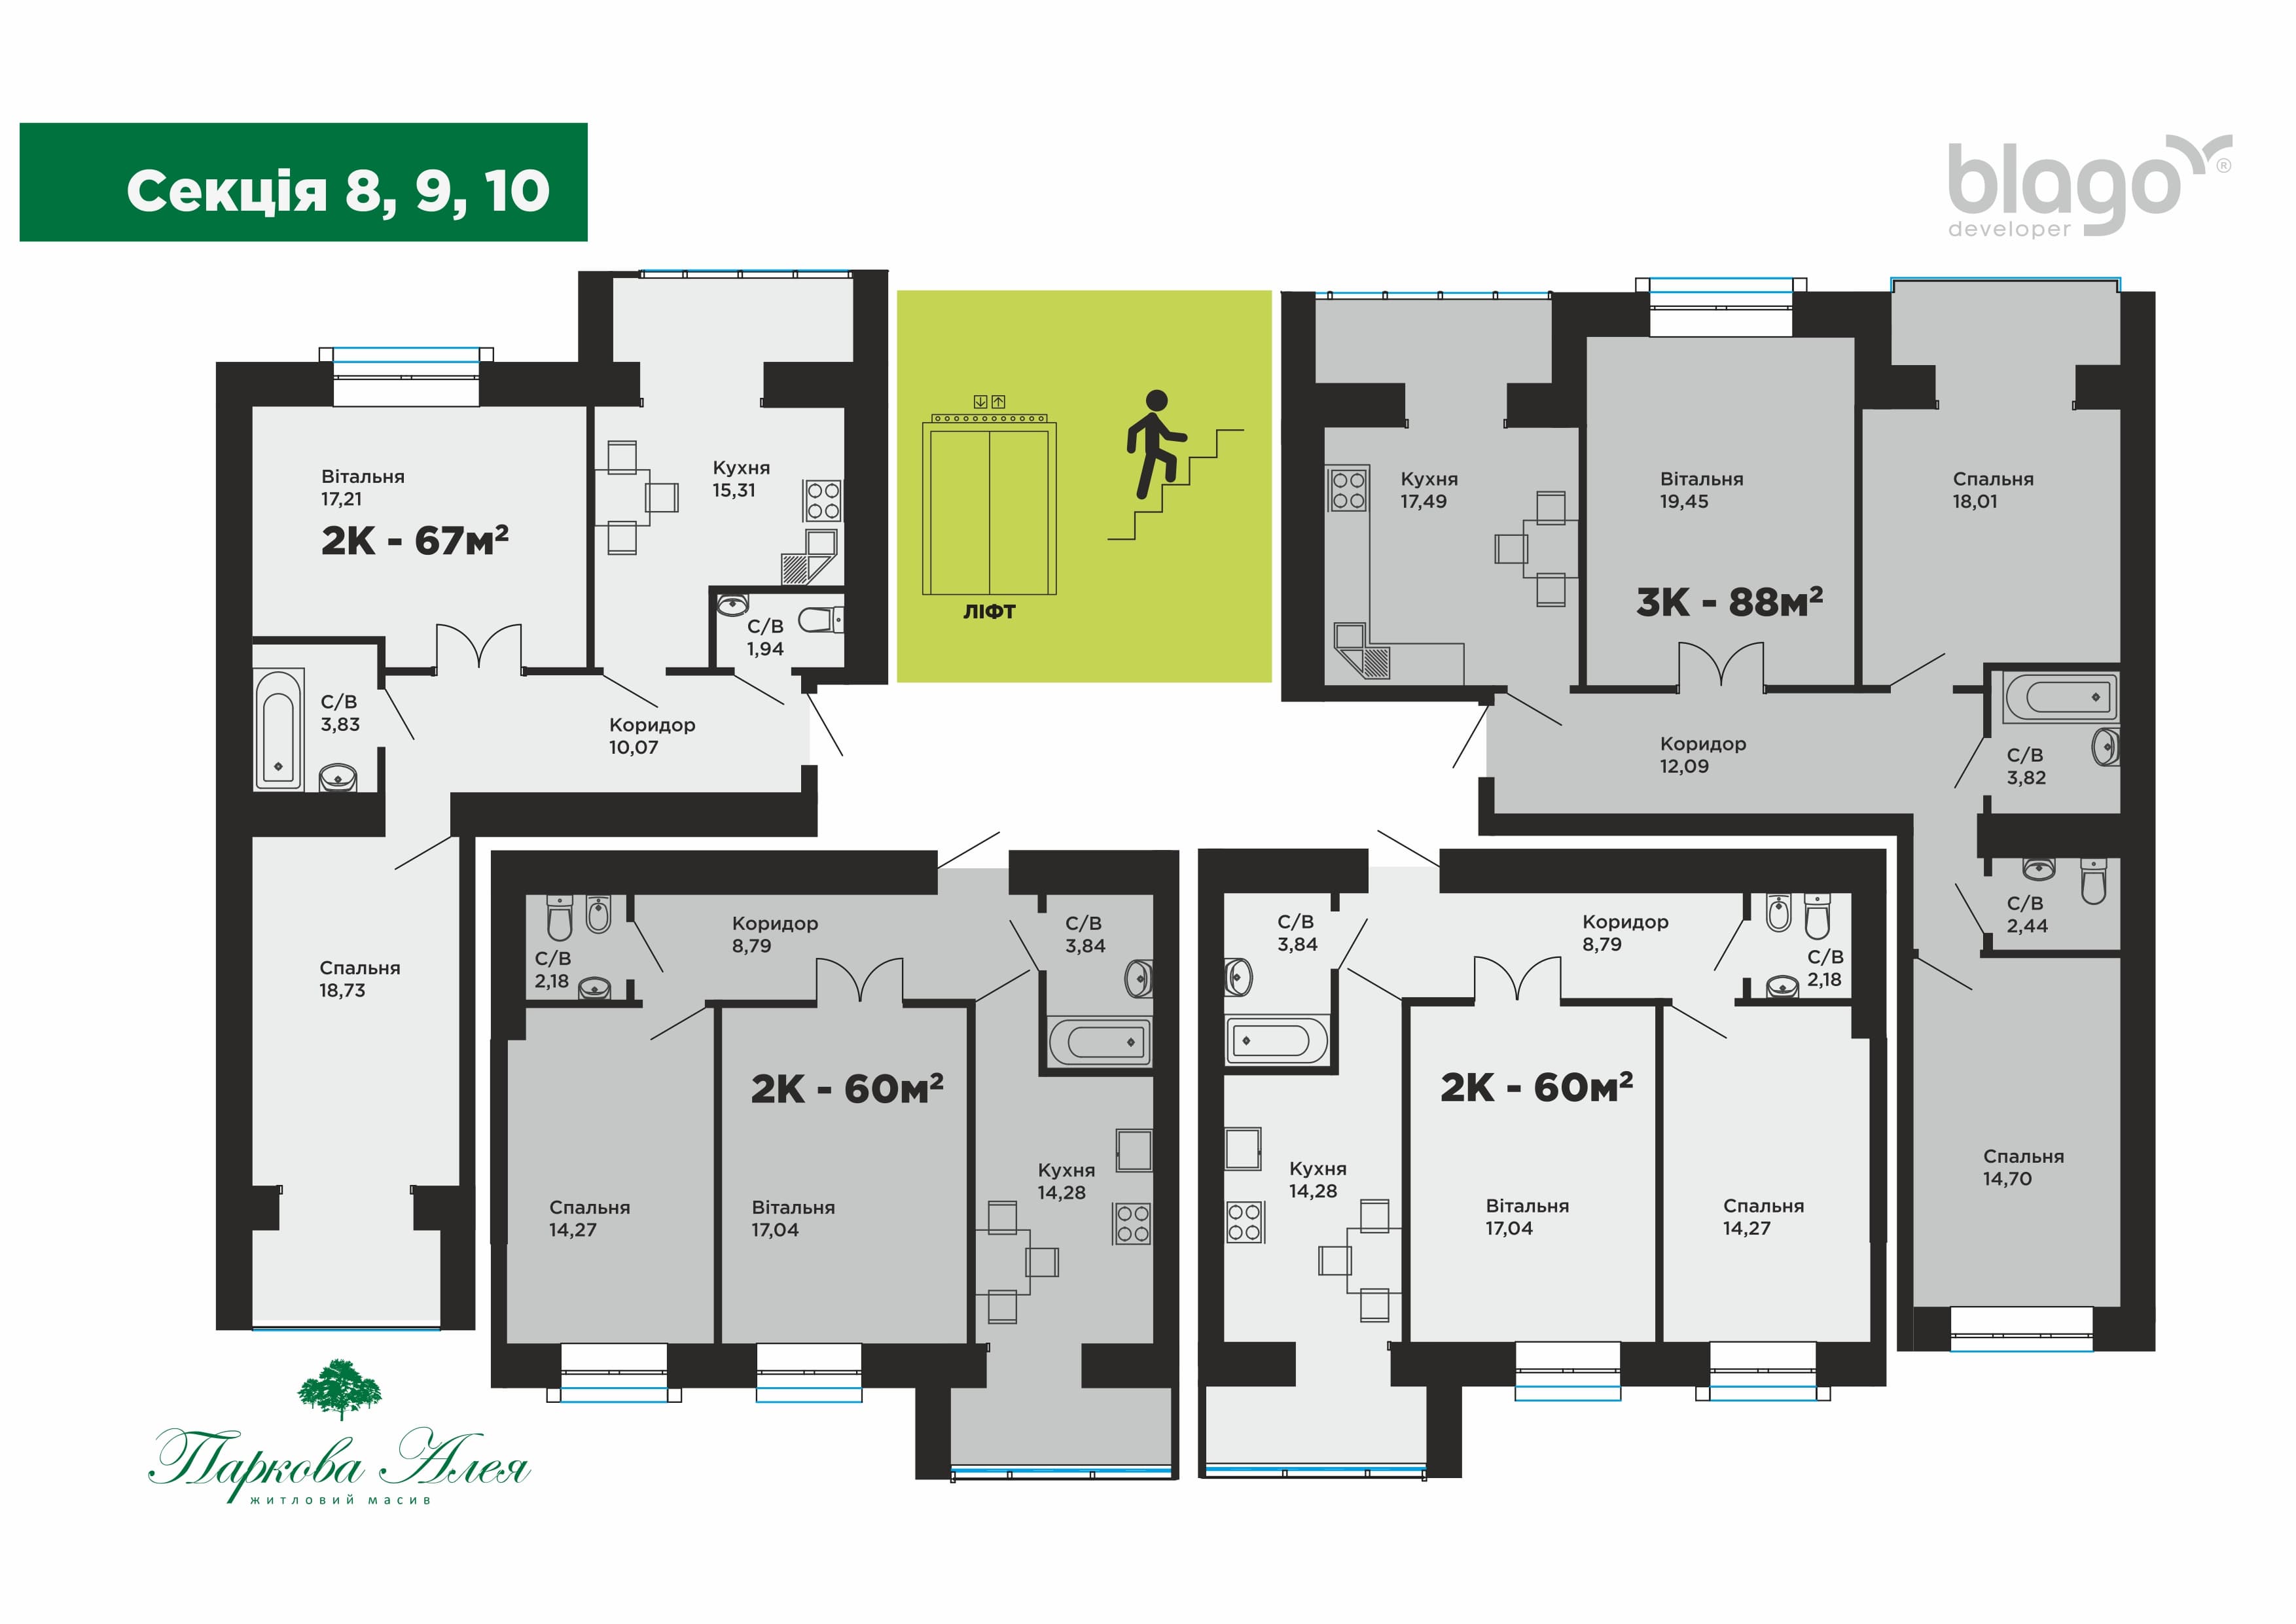 Секція 8, 9, 10
blago®
developer
Вітальня
17,21
2К - 67м²
Кухня
15,31
С/В
1,94
С/В
3,83
Коридор
10,07
Спальня
18,73
ЛІФТ
Кухня
17,49
Вітальня
19,45
Спальня
18,01
3К - 88м²
Коридор
12,09
С/В
3,82
С/В
2,44
Спальня
14,70
С/В
2,18
Коридор
8,79
С/В
3,84
2К - 60м²
Спальня
14,27
Вітальня
17,04
Кухня
14,28
С/В
3,84
Коридор
8,79
С/В
2,18
2К - 60м²
Кухня
14,28
Вітальня
17,04
Спальня
14,27
Паркова Алея
житловий масив